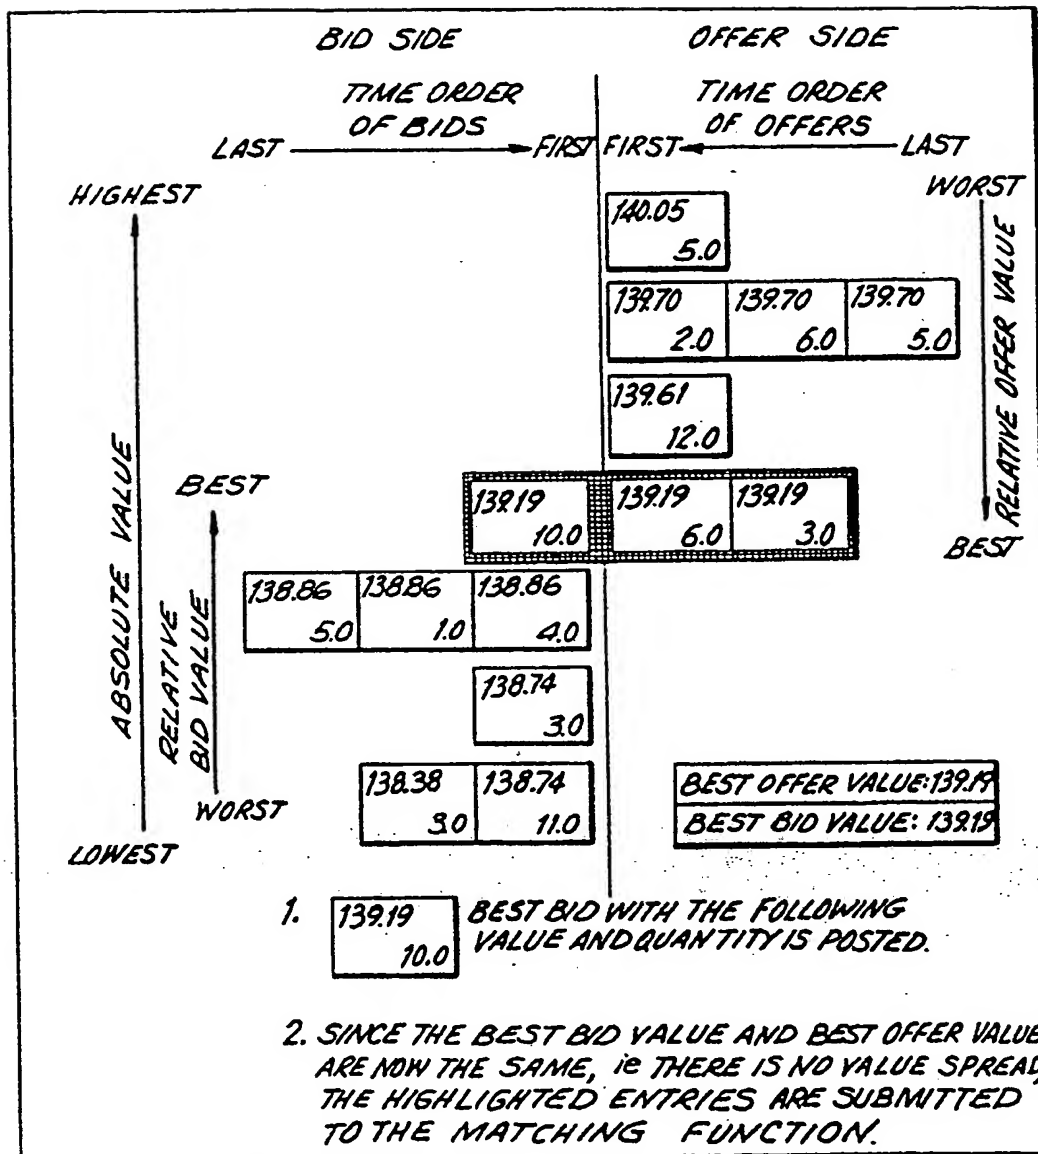 BID SIDE
OFFER SIDE
TIME ORDER
OF BIDS
TIME ORDER
OF OFFERS
LAST
FIRST
FIRST
LAST
HIGHEST
WORST
140.05
5.0
139.70
2.0
139.70
6.0
139.70
5.0
RELATIVE OFFER VALUE
139.61
12.0
ABSOLUTE VALUE
BEST
139.19
10.0
139.19
6.0
139.19
3.0
BEST
RELATIVE
BID VALUE
138.86
5.0
138.86
1.0
138.86
4.0
138.74
3.0
WORST
138.38
3.0
138.74
11.0
BEST OFFER VALUE: 139.19
BEST BID VALUE: 139.19
LOWEST
1.
139.19
10.0
BEST BID WITH THE FOLLOWING
VALUE AND QUANTITY IS POSTED.
2. SINCE THE BEST BID VALUE AND BEST OFFER VALUE
ARE NOW THE SAME, ie THERE IS NO VALUE SPREAD,
THE HIGHLIGHTED ENTRIES ARE SUBMITTED
TO THE MATCHING FUNCTION.